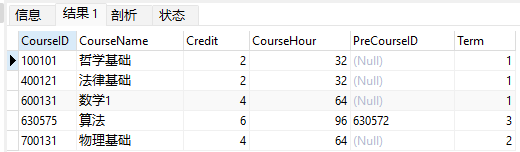 信息 结果 1 剖析 状态
CourseID CourseName Credit CourseHour PreCourseID Term
100101 哲学基础 2 32 (Null) 1
400121 法律基础 2 32 (Null) 1
600131 数学1 4 64 (Null) 1
630575 算法 6 96 630572 3
700131 物理基础 4 64 (Null) 2